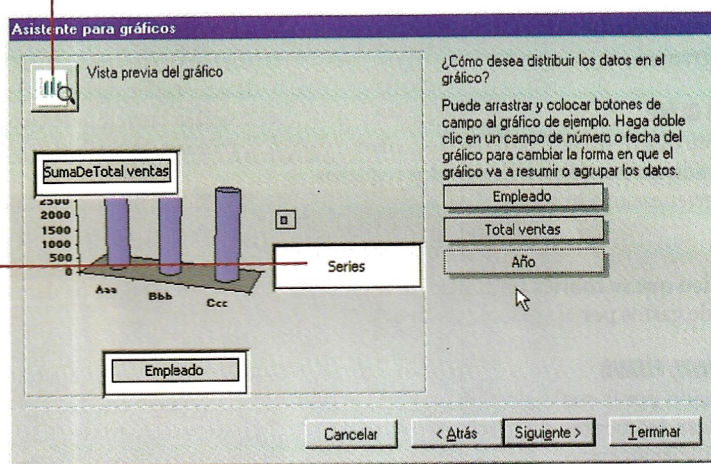 Asistente para gráficos
Vista previa del gráfico
SumaDeTotal ventas
2500
2000
1500
1000
500
0
Aaa
Bbb
Ccc
Series
Empleado
¿Cómo desea distribuir los datos en el
gráfico?
Puede arrastrar y colocar botones de
campo al gráfico de ejemplo. Haga doble
clic en un campo de número o fecha del
gráfico para cambiar la forma en que el
gráfico va a resumir o agrupar los datos.
Empleado
Total ventas
Año
Cancelar
< Atrás
Siguiente >
Terminar